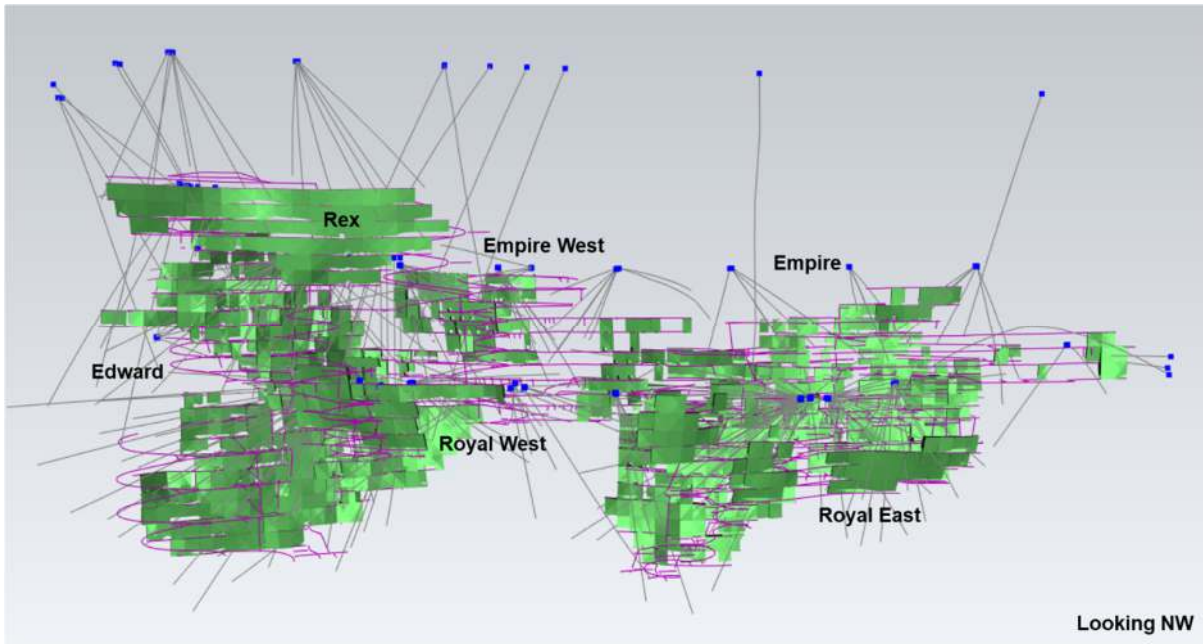 Rex
Empire West
Empire
Edward
Royal West
Royal East
Looking NW